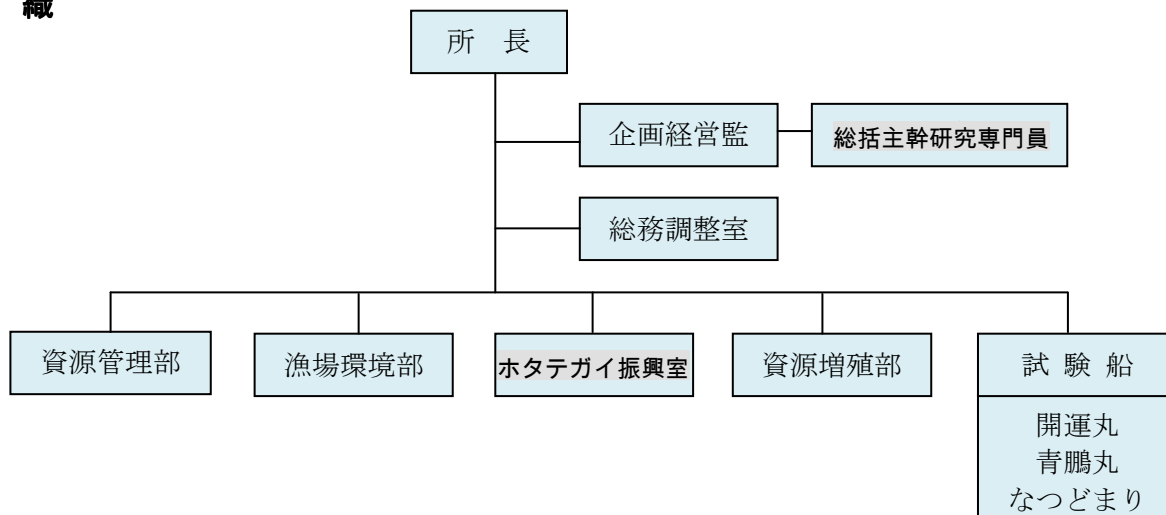 織
所　長
企画経営監
総括主幹研究専門員
総務調整室
資源管理部
漁場環境部
ホタテガイ振興室
資源増殖部
試 験 船
開運丸
青鵬丸
なつどまり